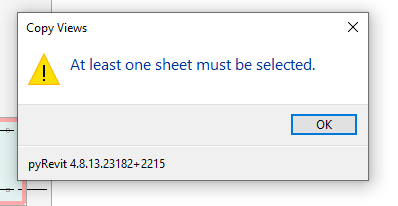 Copy Views
At least one sheet must be selected.
OK
pyRevit 4.8.13.23182+2215